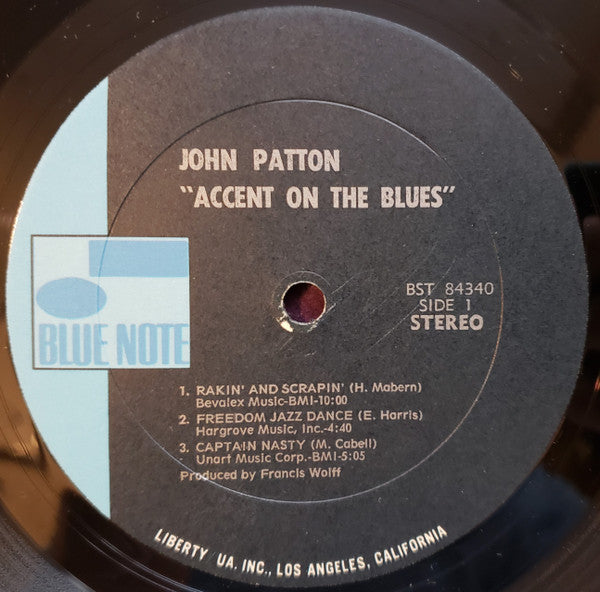 JOHN PATTON
"ACCENT ON THE BLUES"
BST 84340
SIDE 1
STEREO
BLUE NOTE
1. RAKIN' AND SCRAPIN' (H. Mabern)
Bevalex Music-BMI-10:00
2. FREEDOM JAZZ DANCE (E. Harris)
Hargrove Music, Inc.-4:40
3. CAPTAIN NASTY (M. Cabell)
Unart Music Corp.-BMI-5:05
Produced by Francis Wolff
LIBERTY UA, INC., LOS ANGELES, CALIFORNIA